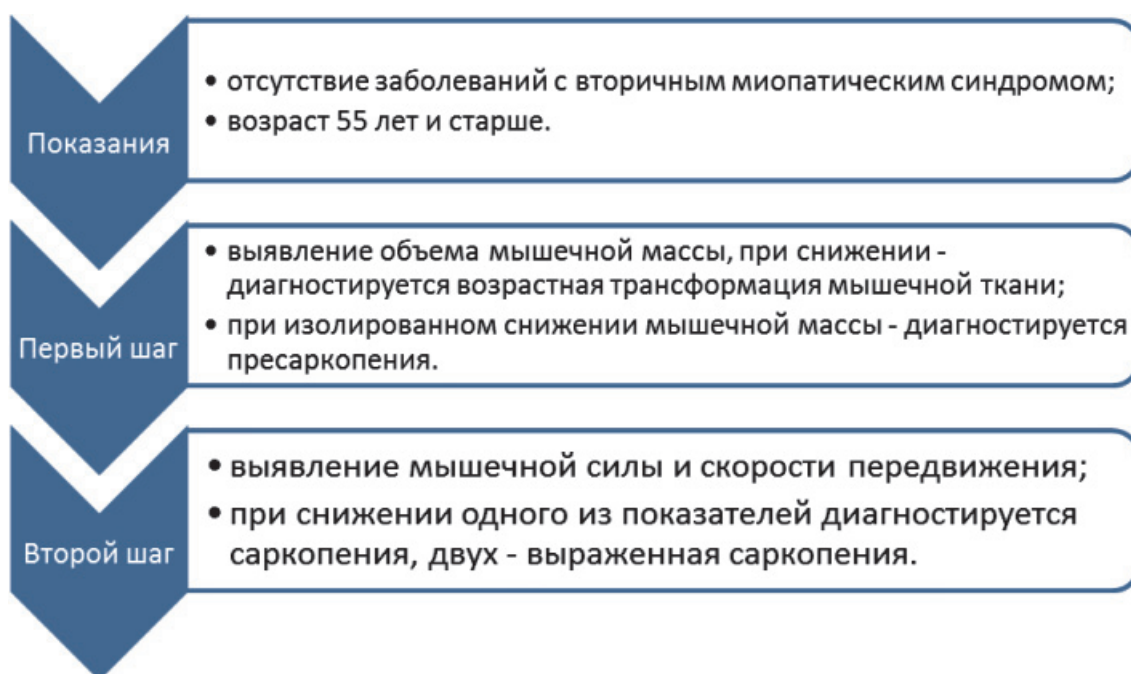 Показания
• отсутствие заболеваний с вторичным миопатическим синдромом;
• возраст 55 лет и старше.
Первый шаг
• выявление объема мышечной массы, при снижении -
диагностируется возрастная трансформация мышечной ткани;
• при изолированном снижении мышечной массы - диагностируется
пресаркопения.
Второй шаг
• выявление мышечной силы и скорости передвижения;
• при снижении одного из показателей диагностируется
саркопения, двух - выраженная саркопения.